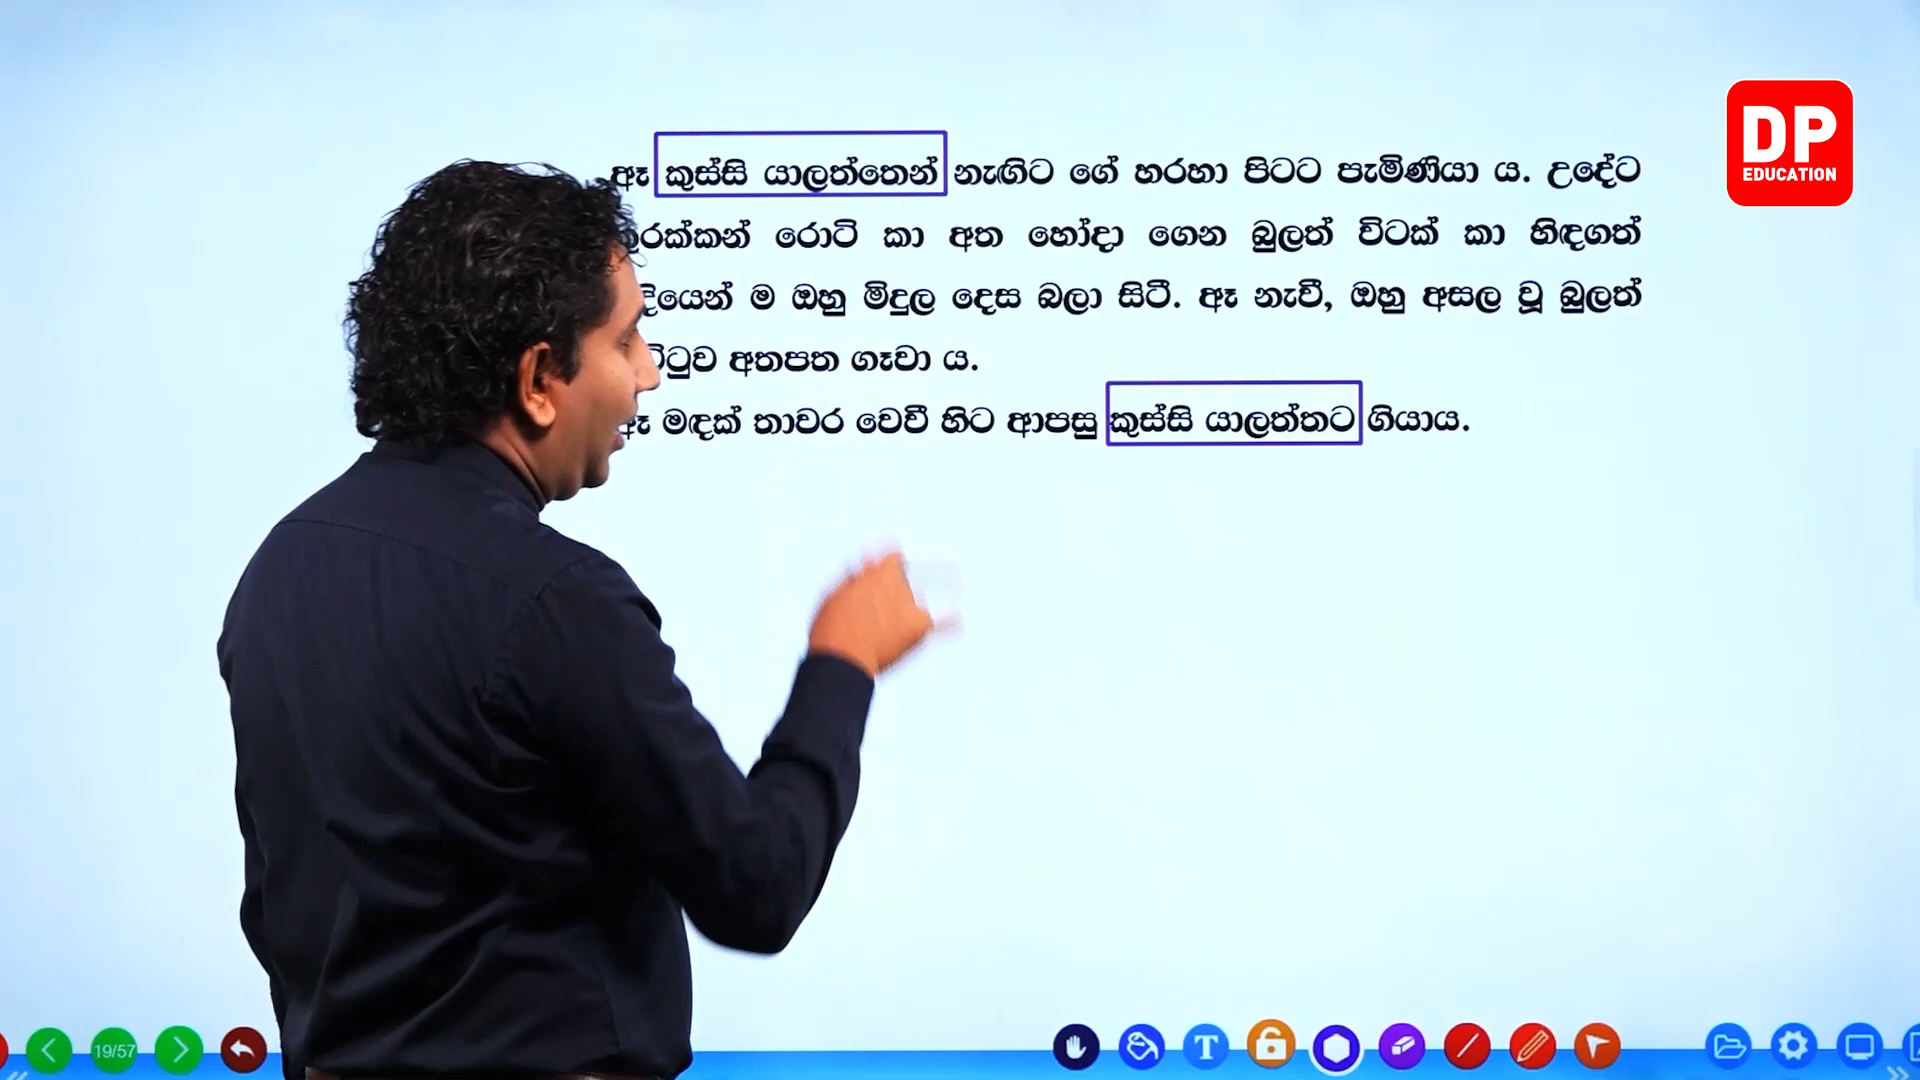 ඈ කුස්සි යාලත්තෙන් නැඟිට ගේ හරහා පිටට පැමිණියා ය. උදේට
රොටි කා අත හෝදා ගෙන බුලත් විටක් කා හිඳගත්
ම ඔහු මිදුල දෙස බලා සිටී. ඈ නැවී, ඔහු අසල වූ බුලත්
අතපත ගෑවා ය.
ඈ මඳක් තාවර වෙවී හිට ආපසු කුස්සි යාලත්තට ගියාය.
DP
EDUCATION
19/57
T